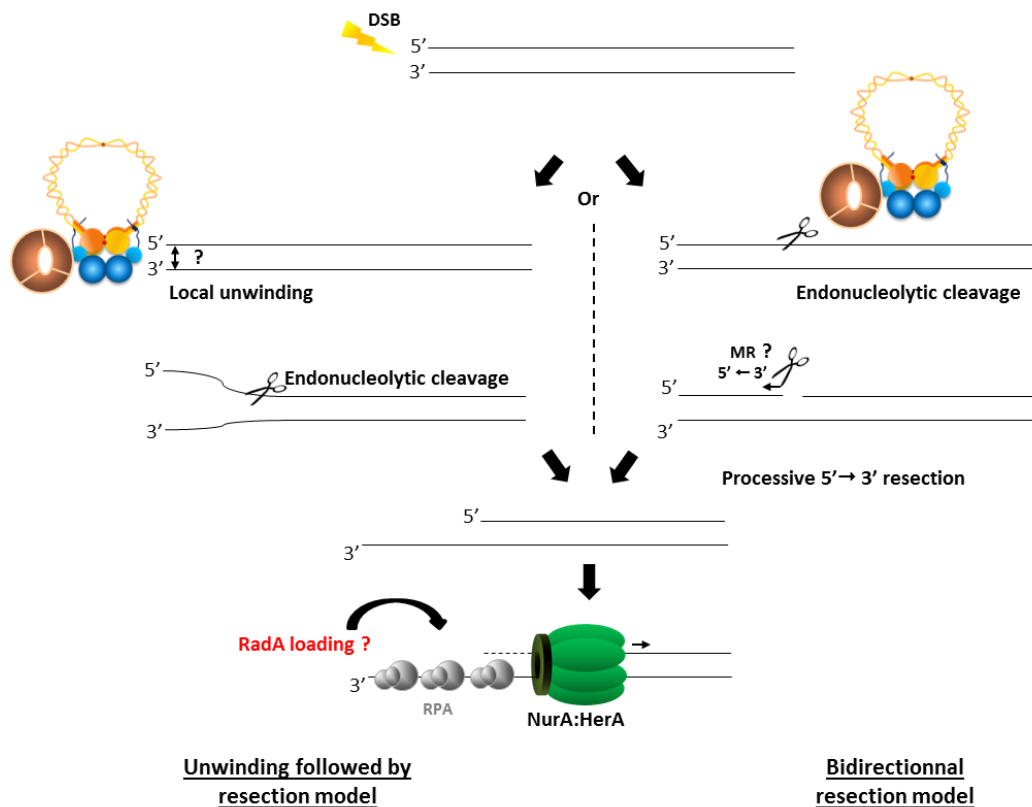 DSB
5’
3’
Or
5’
?
3’
Local unwinding
5’
3’
Endonucleolytic cleavage
5’
Endonucleolytic cleavage
3’
MR ?
5’ ← 3’
5’
3’
Processive 5’→ 3’ resection
5’
3’
RadA loading ?
3’
RPA
NurA:HerA
Unwinding followed by
resection model
Bidirectionnal
resection model